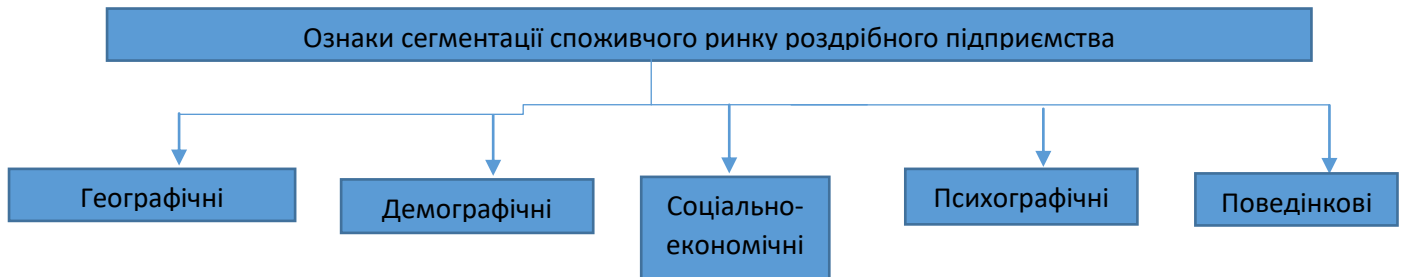 Ознаки сегментації споживчого ринку роздрібного підприємства
Географічні
Демографічні
Соціально-
економічні
Психографічні
Поведінкові